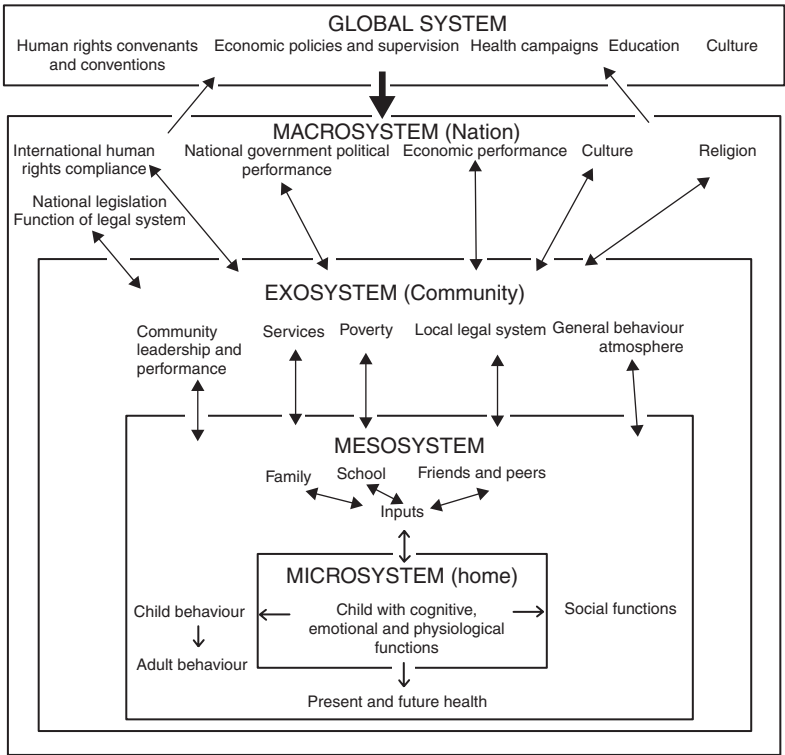 GLOBAL SYSTEM
Human rights convenants
and conventions
Economic policies and supervision
Health campaigns
Education
Culture
MACROSYSTEM (Nation)
International human
rights compliance
National government political
performance
Economic performance
Culture
Religion
National legislation
Function of legal system
EXOSYSTEM (Community)
Community
leadership and
performance
Services
Poverty
Local legal system
General behaviour
atmosphere
MESOSYSTEM
Family
School
Friends and peers
Inputs
MICROSYSTEM (home)
Child behaviour
Child with cognitive,
emotional and physiological
functions
Social functions
Adult behaviour
Present and future health